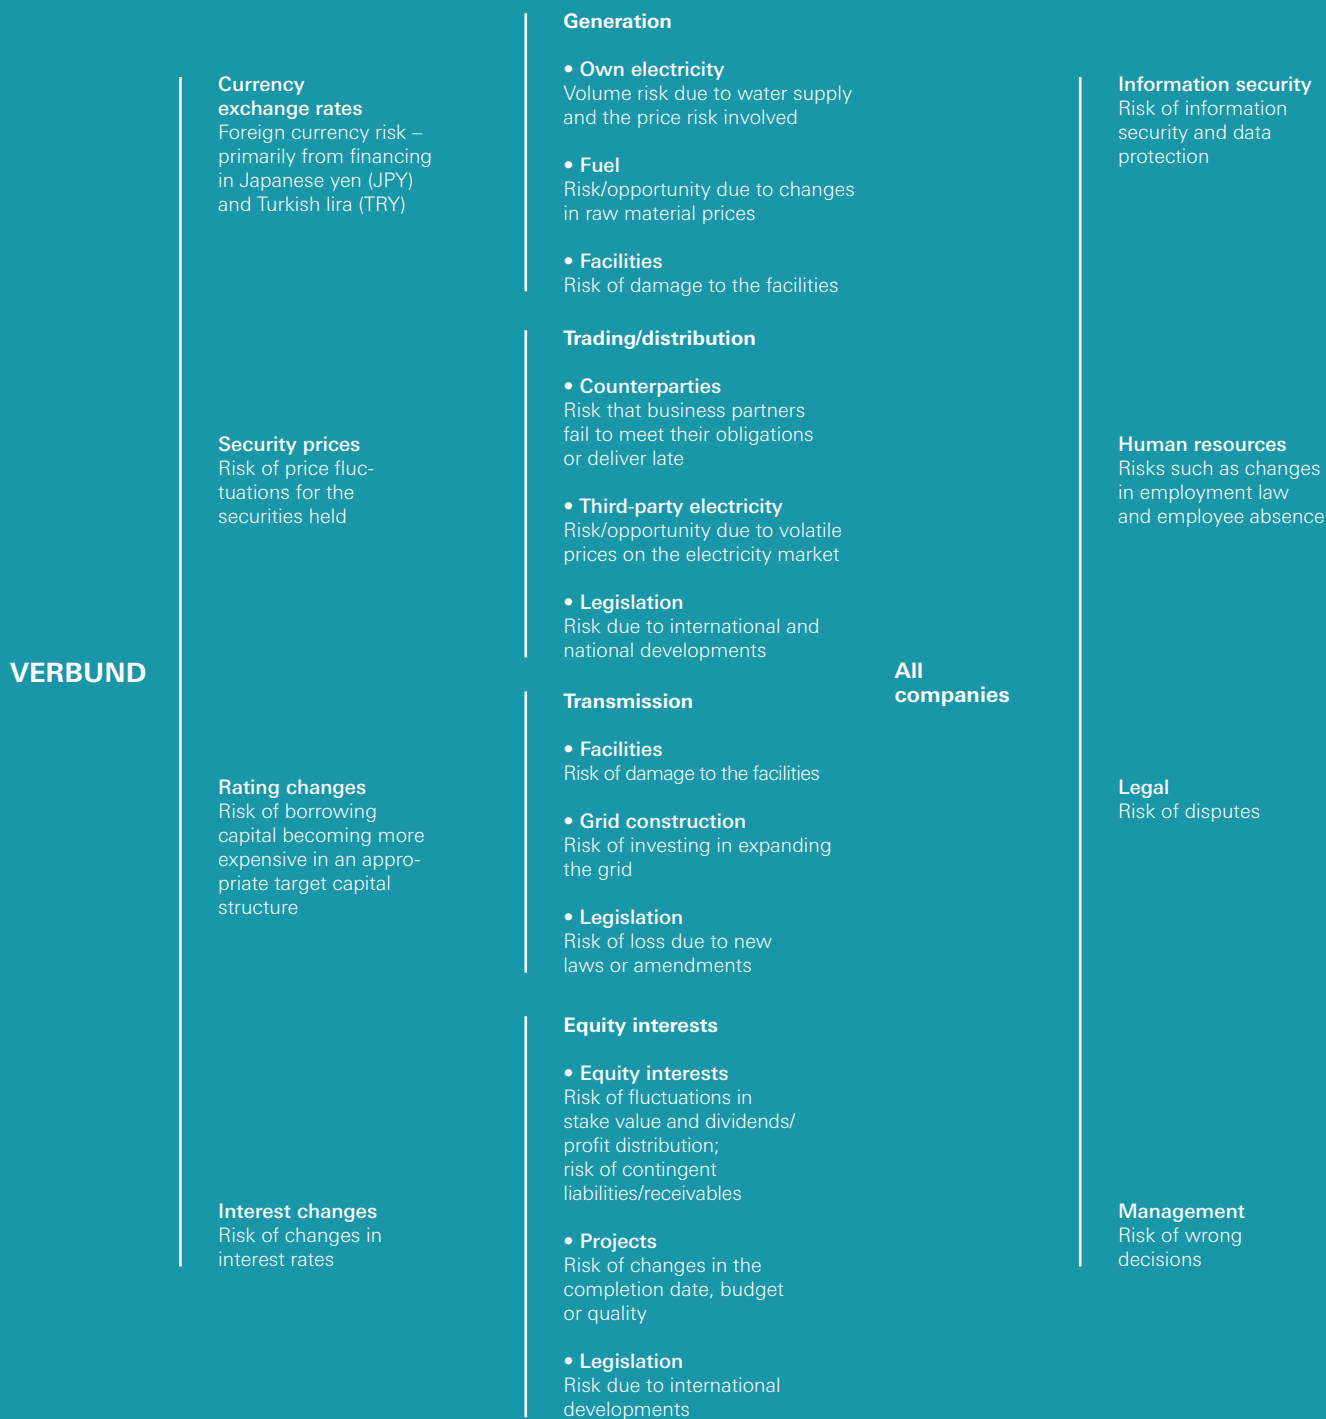 VERBUND
Currency
exchange rates
Foreign currency risk –
primarily from financing
in Japanese yen (JPY)
and Turkish lira (TRY)
Security prices
Risk of price fluc-
tuations for the
securities held
Rating changes
Risk of borrowing
capital becoming more
expensive in an appro-
priate target capital
structure
Interest changes
Risk of changes in
interest rates
Generation
• Own electricity
Volume risk due to water supply
and the price risk involved
• Fuel
Risk/opportunity due to changes
in raw material prices
• Facilities
Risk of damage to the facilities
Trading/distribution
• Counterparties
Risk that business partners
fail to meet their obligations
or deliver late
• Third-party electricity
Risk/opportunity due to volatile
prices on the electricity market
• Legislation
Risk due to international and
national developments
Transmission
• Facilities
Risk of damage to the facilities
• Grid construction
Risk of investing in expanding
the grid
• Legislation
Risk of loss due to new
laws or amendments
Equity interests
• Equity interests
Risk of fluctuations in
stake value and dividends/
profit distribution;
risk of contingent
liabilities/receivables
• Projects
Risk of changes in the
completion date, budget
or quality
• Legislation
Risk due to international
developments
All
companies
Information security
Risk of information
security and data
protection
Human resources
Risks such as changes
in employment law
and employee absence
Legal
Risk of disputes
Management
Risk of wrong
decisions